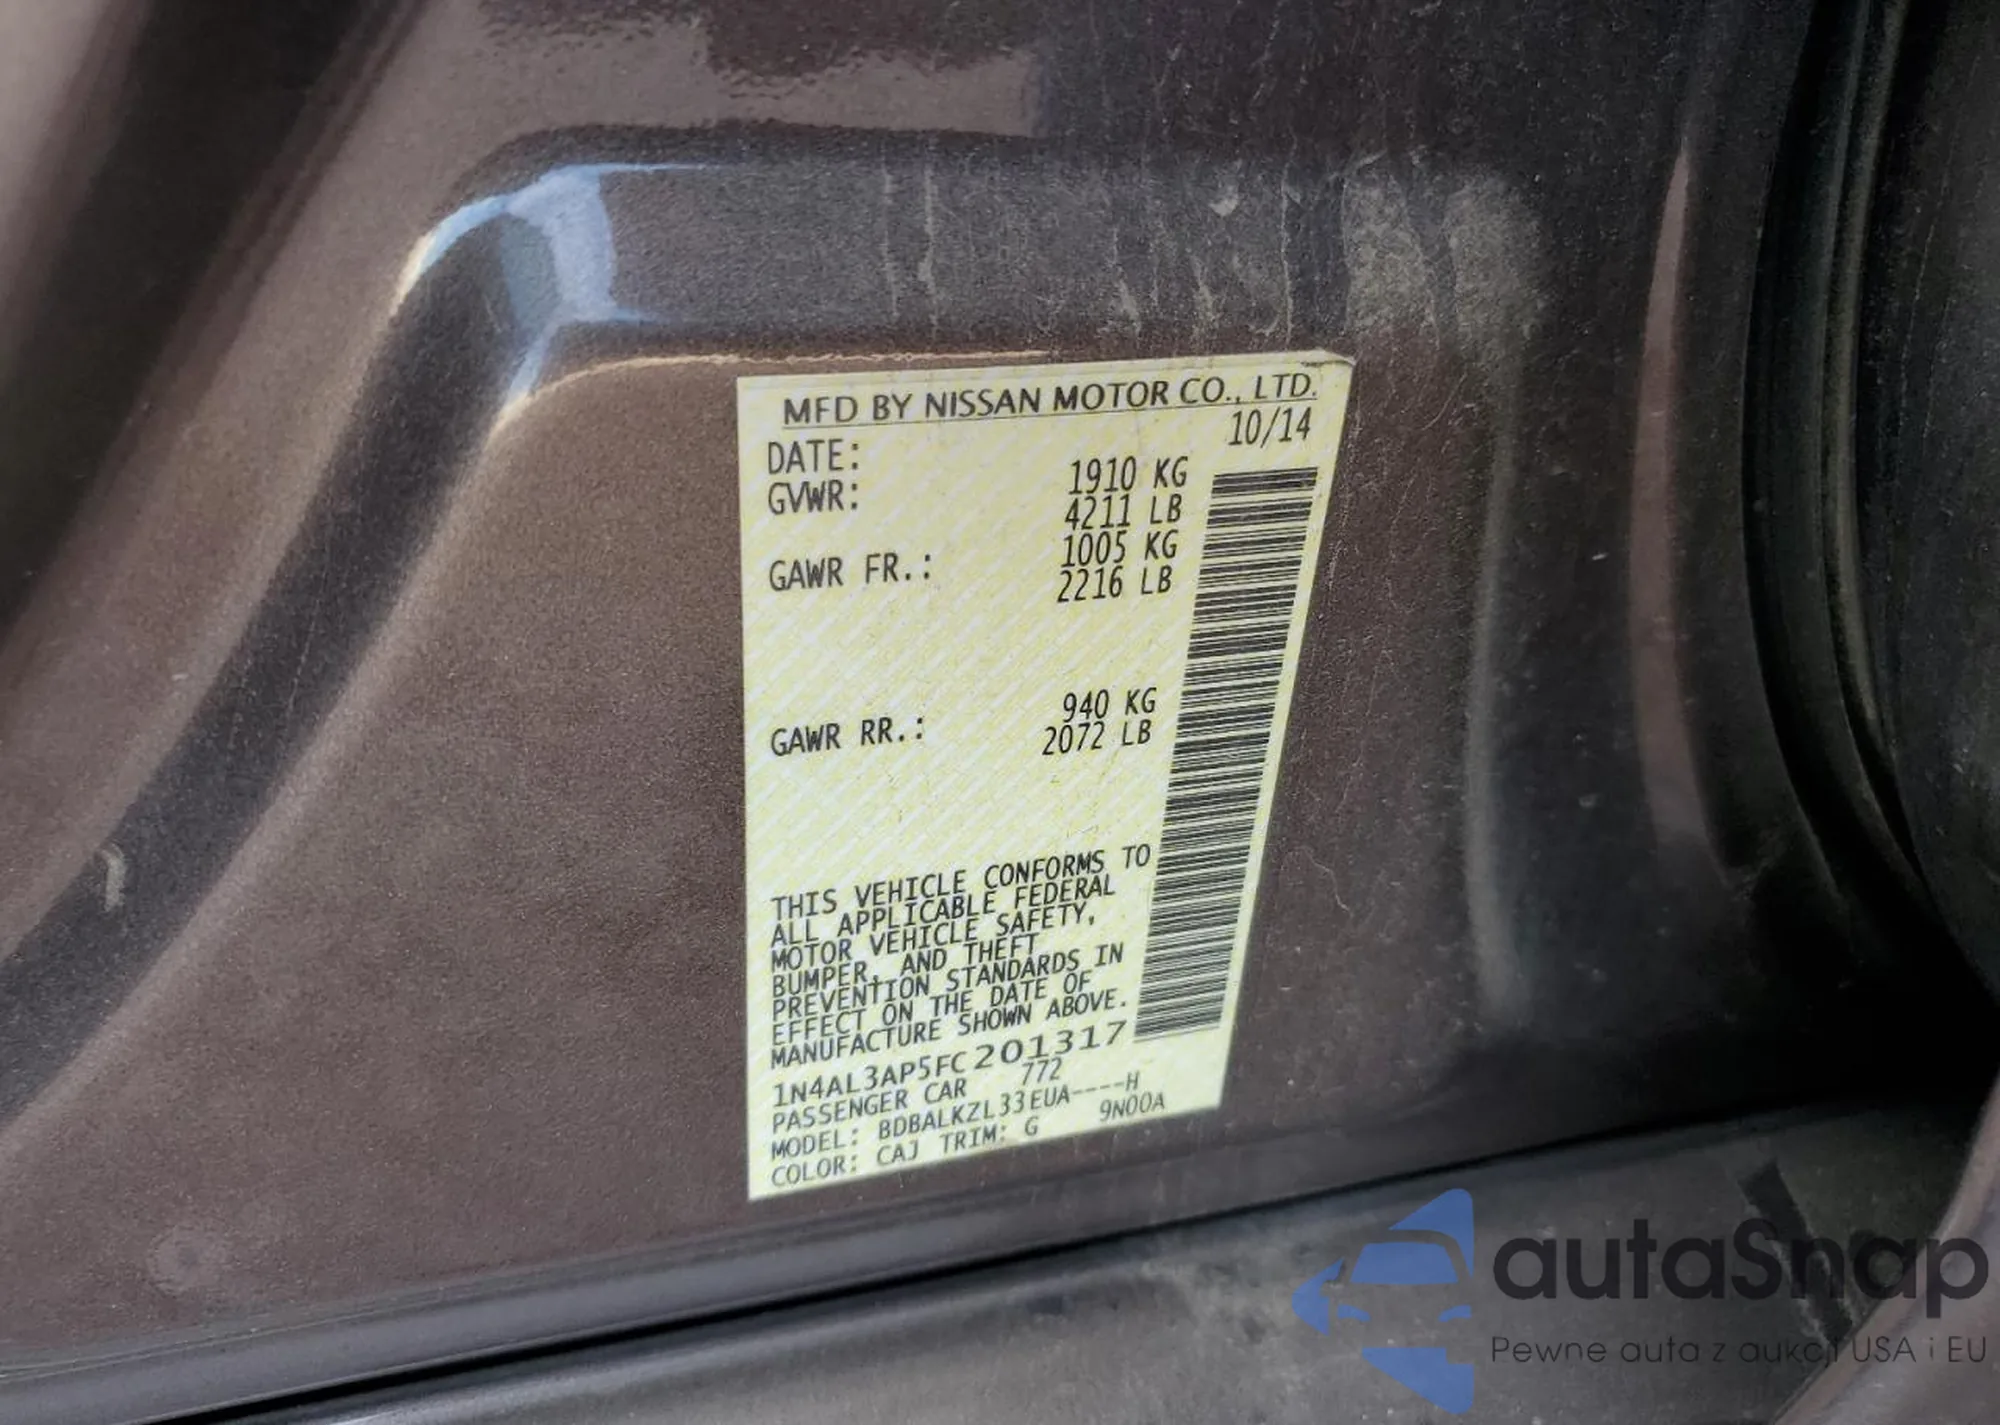 MFD BY NISSAN MOTOR CO., LTD.
DATE: 10/14
GVWR: 1910 KG
4211 LB
GAWR FR.: 1005 KG
2216 LB
GAWR RR.: 940 KG
2072 LB
THIS VEHICLE CONFORMS TO
ALL APPLICABLE FEDERAL
MOTOR VEHICLE SAFETY,
BUMPER, AND THEFT
PREVENTION STANDARDS IN
EFFECT ON THE DATE OF
MANUFACTURE SHOWN ABOVE.
1N4AL3AP5FC201317
PASSENGER CAR 772
MODEL: BDBALKZL33EUA----H
COLOR: CAJ TRIM: G 9N00A
autaSnap
Pewne auta z aukcji USA i EU